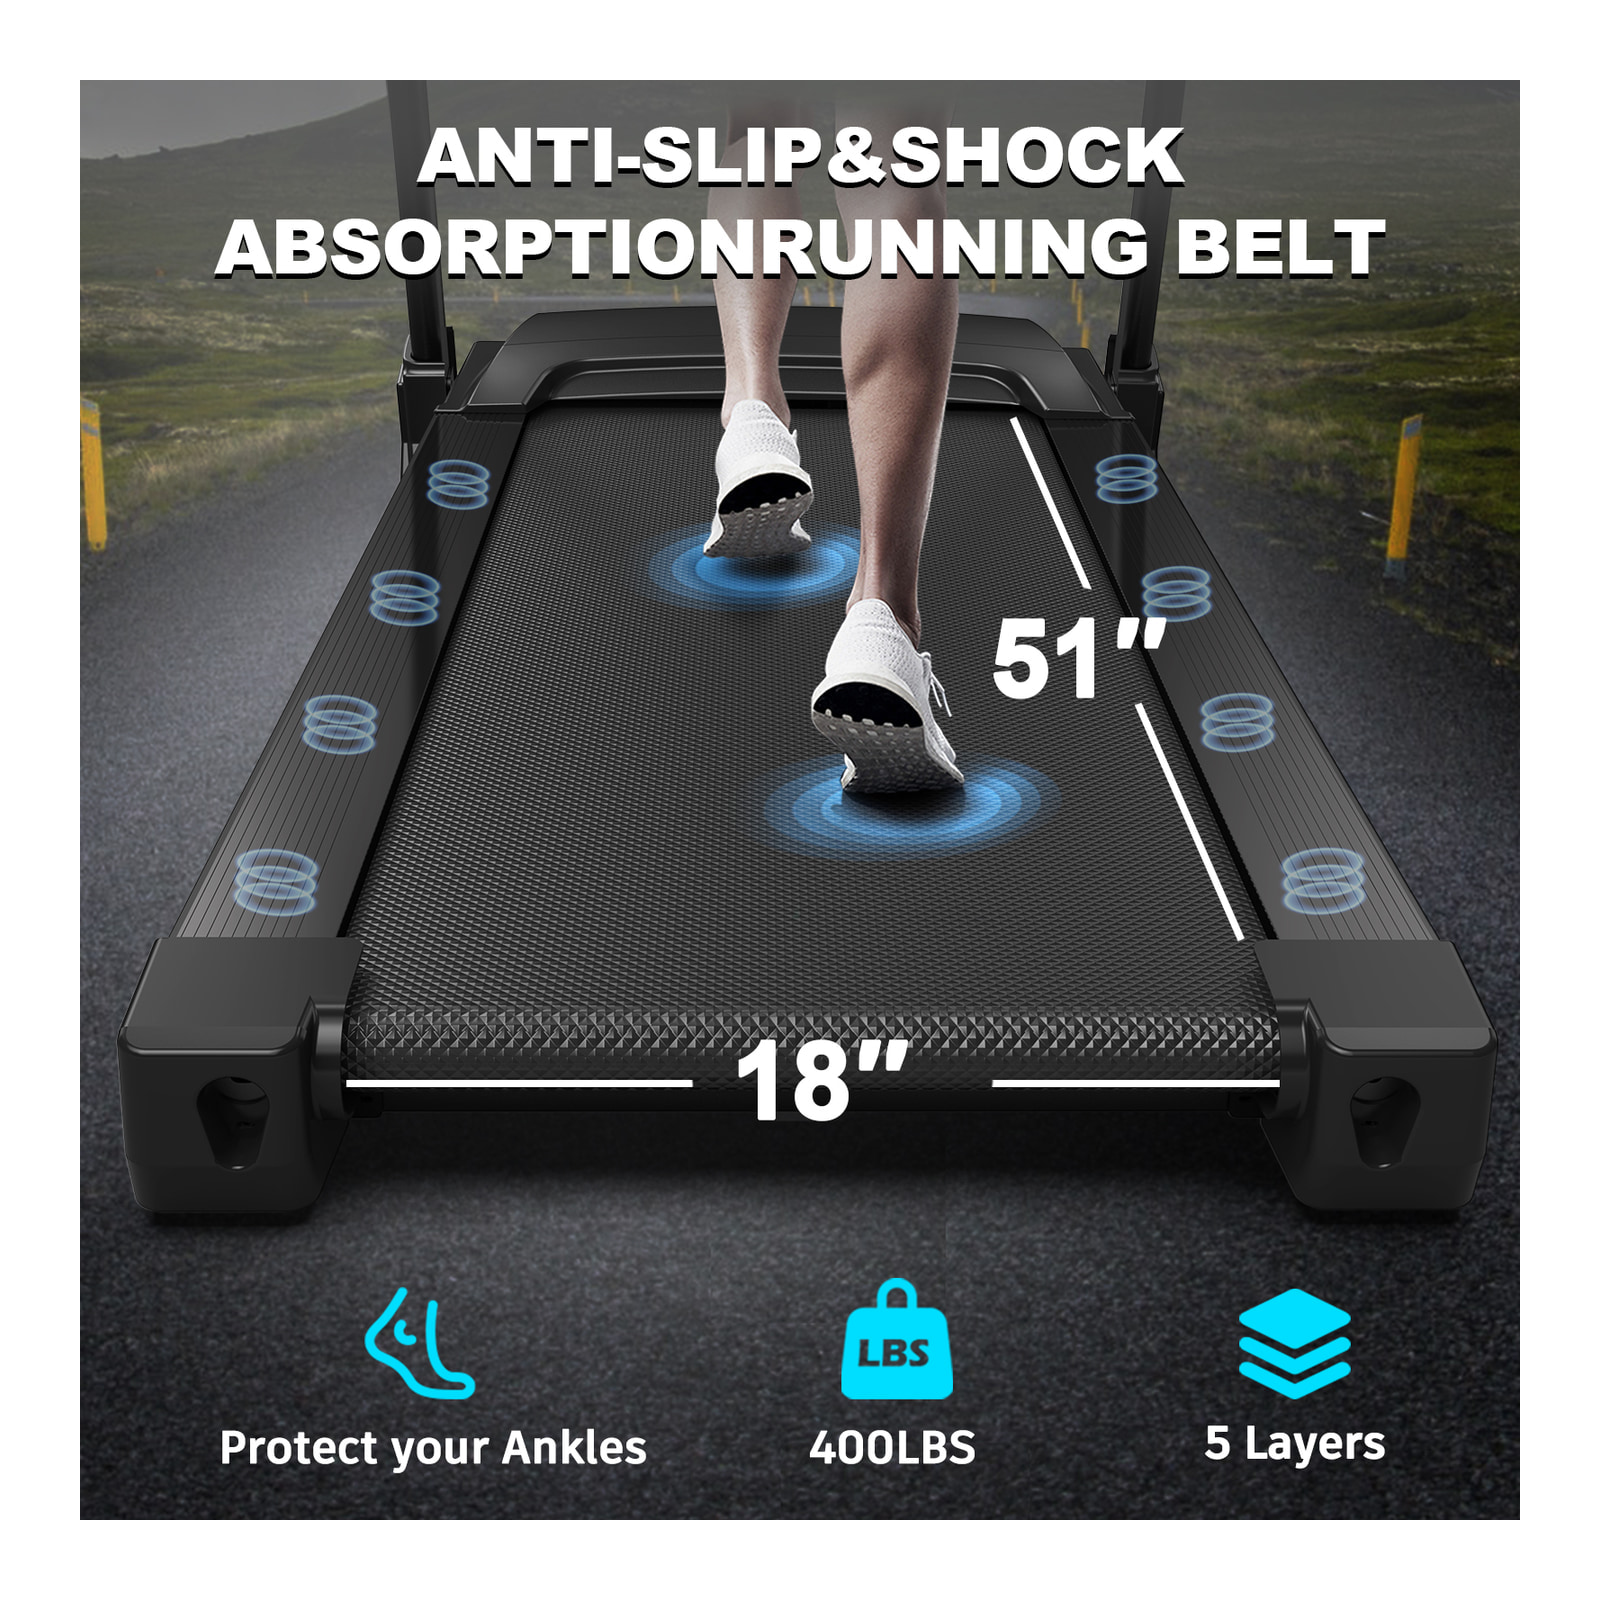 ANTI-SLIP&SHOCK
ABSORPTIONRUNNING BELT
51"
18"
LBS
Protect your Ankles
400LBS
5 Layers